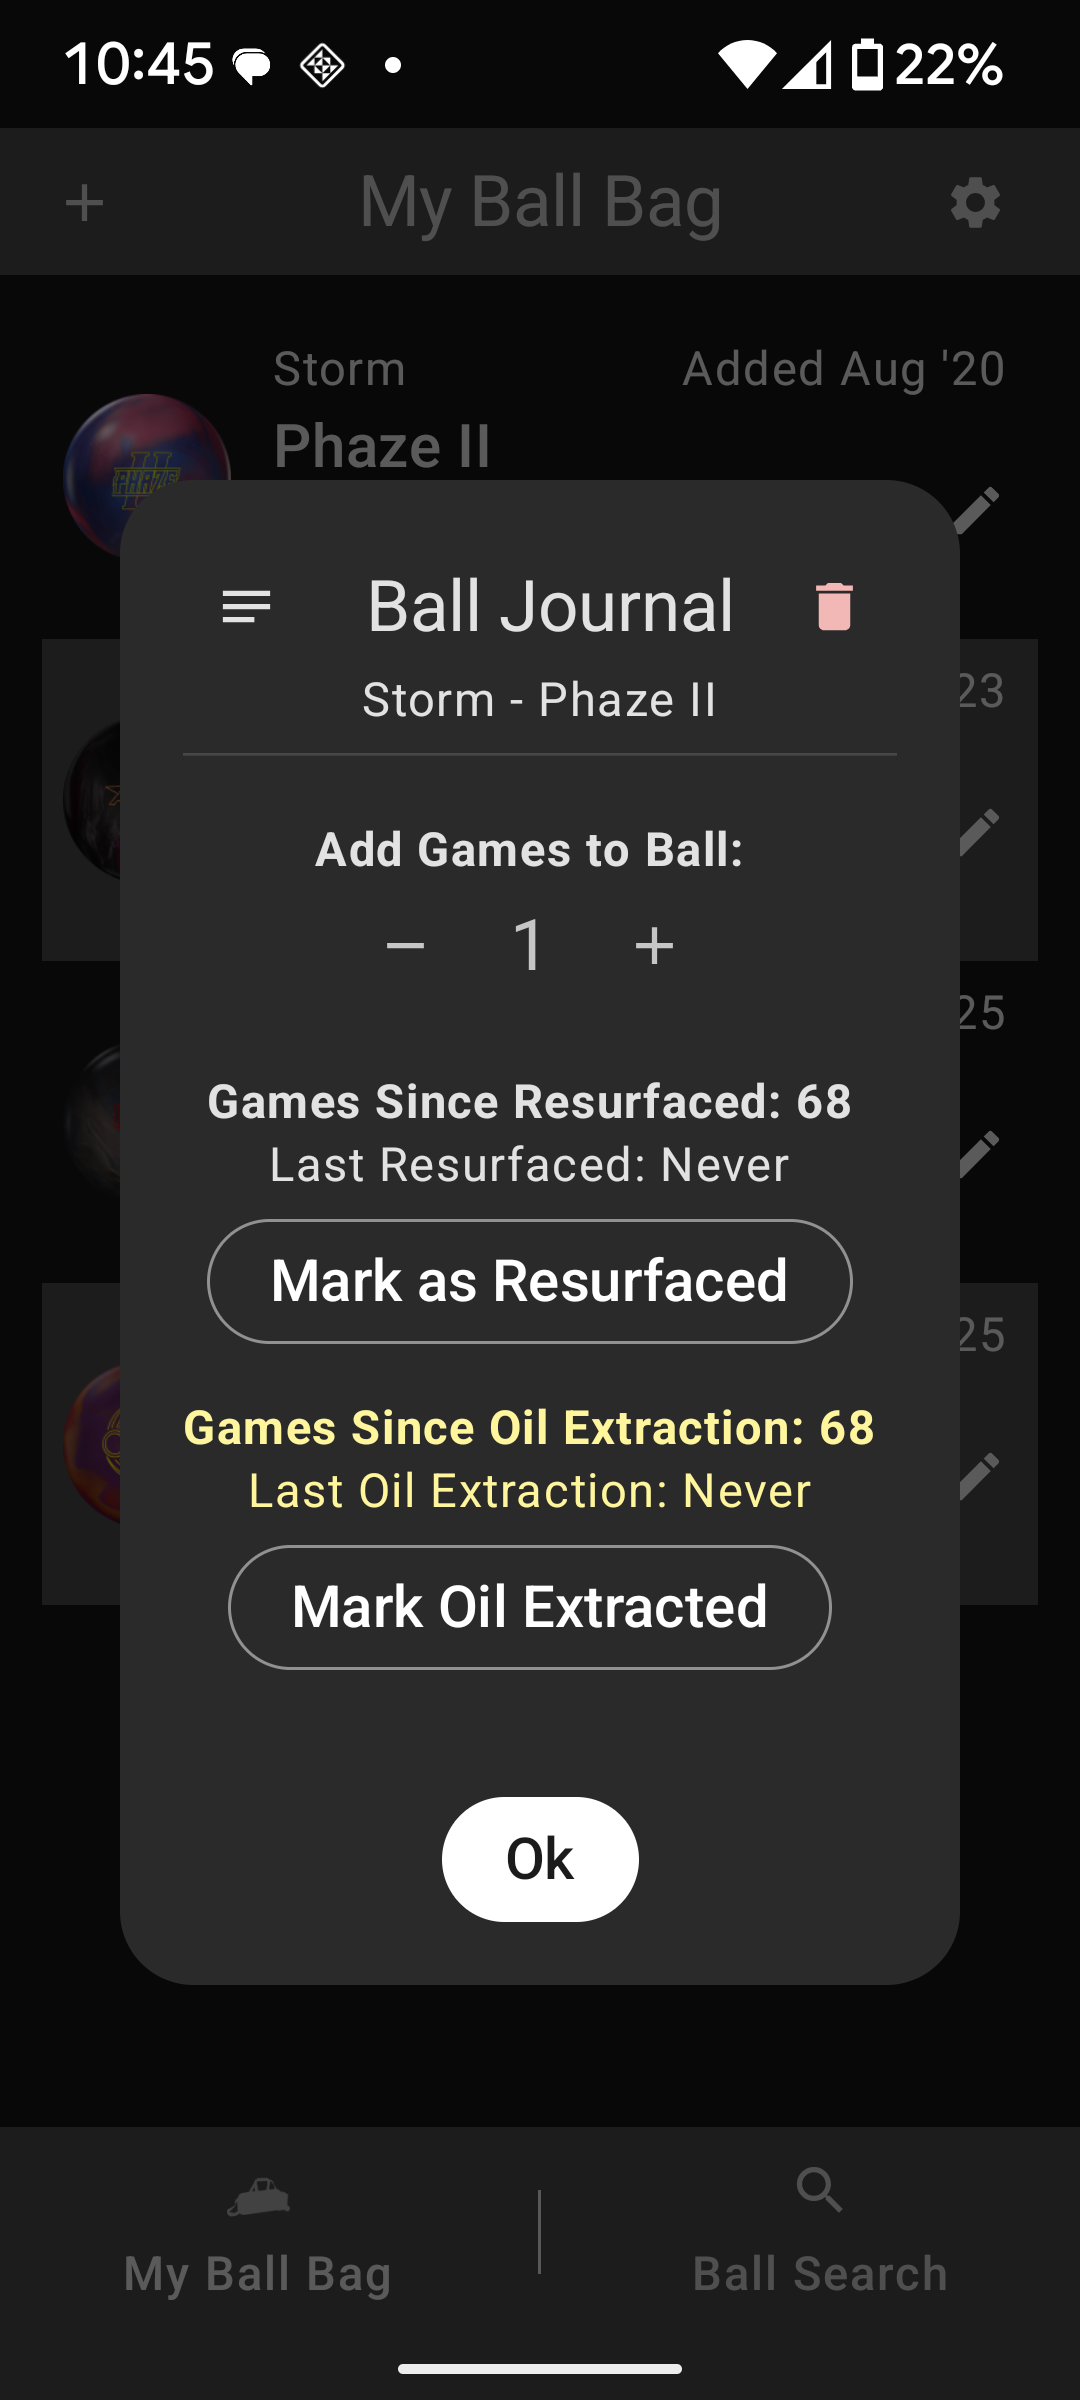 10:45
22%
My Ball Bag
Storm
Added Aug '20
Phaze II
PHAZE
II
Ball Journal
Storm - Phaze II
23
Add Games to Ball:
1
25
Games Since Resurfaced: 68
Last Resurfaced: Never
Mark as Resurfaced
25
Games Since Oil Extraction: 68
Last Oil Extraction: Never
Mark Oil Extracted
Ok
My Ball Bag
Ball Search